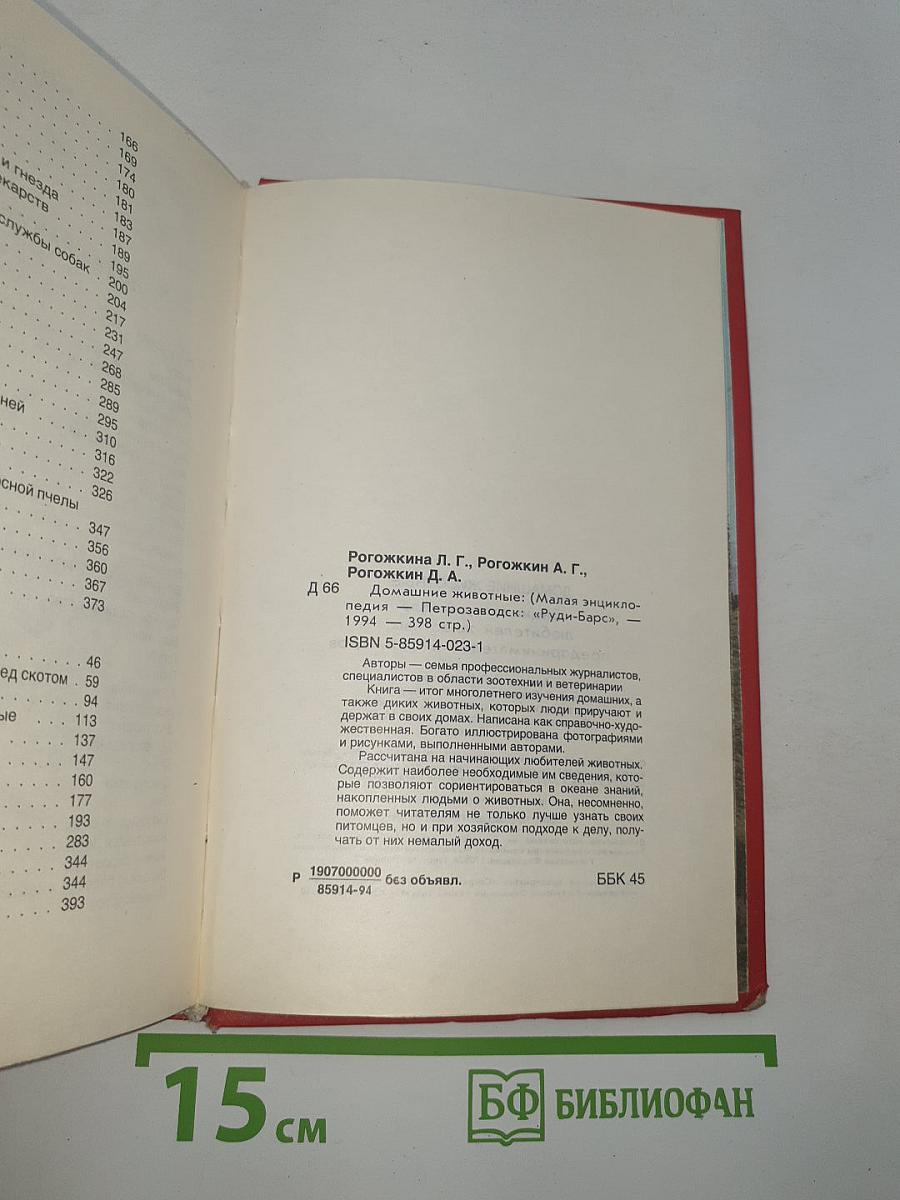 166
169
174
180
и гнезда 181
183
187
189
службы собак 195
200
204
217
231
247
268
285
289
295
310
316
322
326
347
356
360
367
373
46
59
94
113
137
147
160
177
193
283
344
344
393
Рогожкина Л. Г., Рогожкин А. Г.,
Рогожкин Д. А.
Д 66 Домашние животные: (Малая энцикло-
педия — Петрозаводск: «Руди-Барс», —
1994 — 398 стр.)
ISBN 5-85914-023-1
Авторы — семья профессиональных журналистов,
специалистов в области зоотехнии и ветеринарии
Книга — итог многолетнего изучения домашних, а
также диких животных, которых люди приручают и
держат в своих домах. Написана как справочно-худо-
жественная. Богато иллюстрирована фотографиями
и рисунками, выполненными авторами.
Рассчитана на начинающих любителей животных.
Содержит наиболее необходимые им сведения, кото-
рые позволяют сориентироваться в океане знаний,
накопленных людьми о животных. Она, несомненно,
поможет читателям не только лучше узнать своих
питомцев, но и при хозяйском подходе к делу, полу-
чать от них немалый доход.
Р 1907000000
85914-94 без объявл. ББК 45
15 см
БФ БИБЛИОФАН